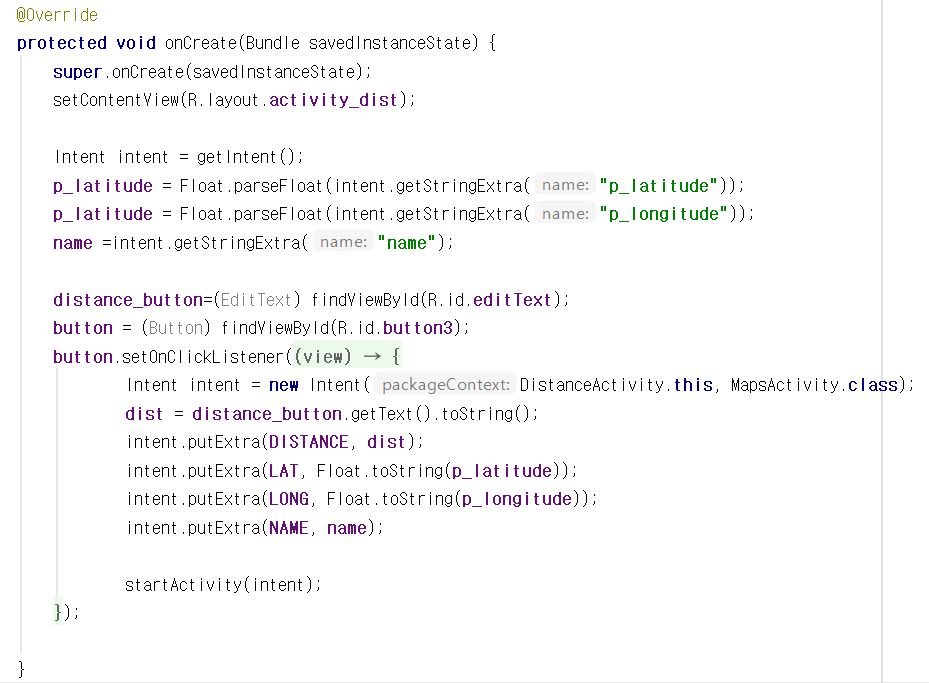 @Override
protected void onCreate(Bundle savedInstanceState) {
super.onCreate(savedInstanceState);
setContentView(R.layout.activity_dist);
Intent intent = getIntent();
p_latitude = Float.parseFloat(intent.getStringExtra( name: "p_latitude"));
p_latitude = Float.parseFloat(intent.getStringExtra( name: "p_longitude"));
name =intent.getStringExtra( name: "name");
distance_button=(EditText) findViewById(R.id.editText);
button = (Button) findViewById(R.id.button3);
button.setOnClickListener((view) → {
Intent intent = new Intent( packageContext: DistanceActivity.this, MapsActivity.class);
dist = distance_button.getText().toString();
intent.putExtra(DISTANCE, dist);
intent.putExtra(LAT, Float.toString(p_latitude));
intent.putExtra(LONG, Float.toString(p_longitude));
intent.putExtra(NAME, name);
startActivity(intent);
});
}